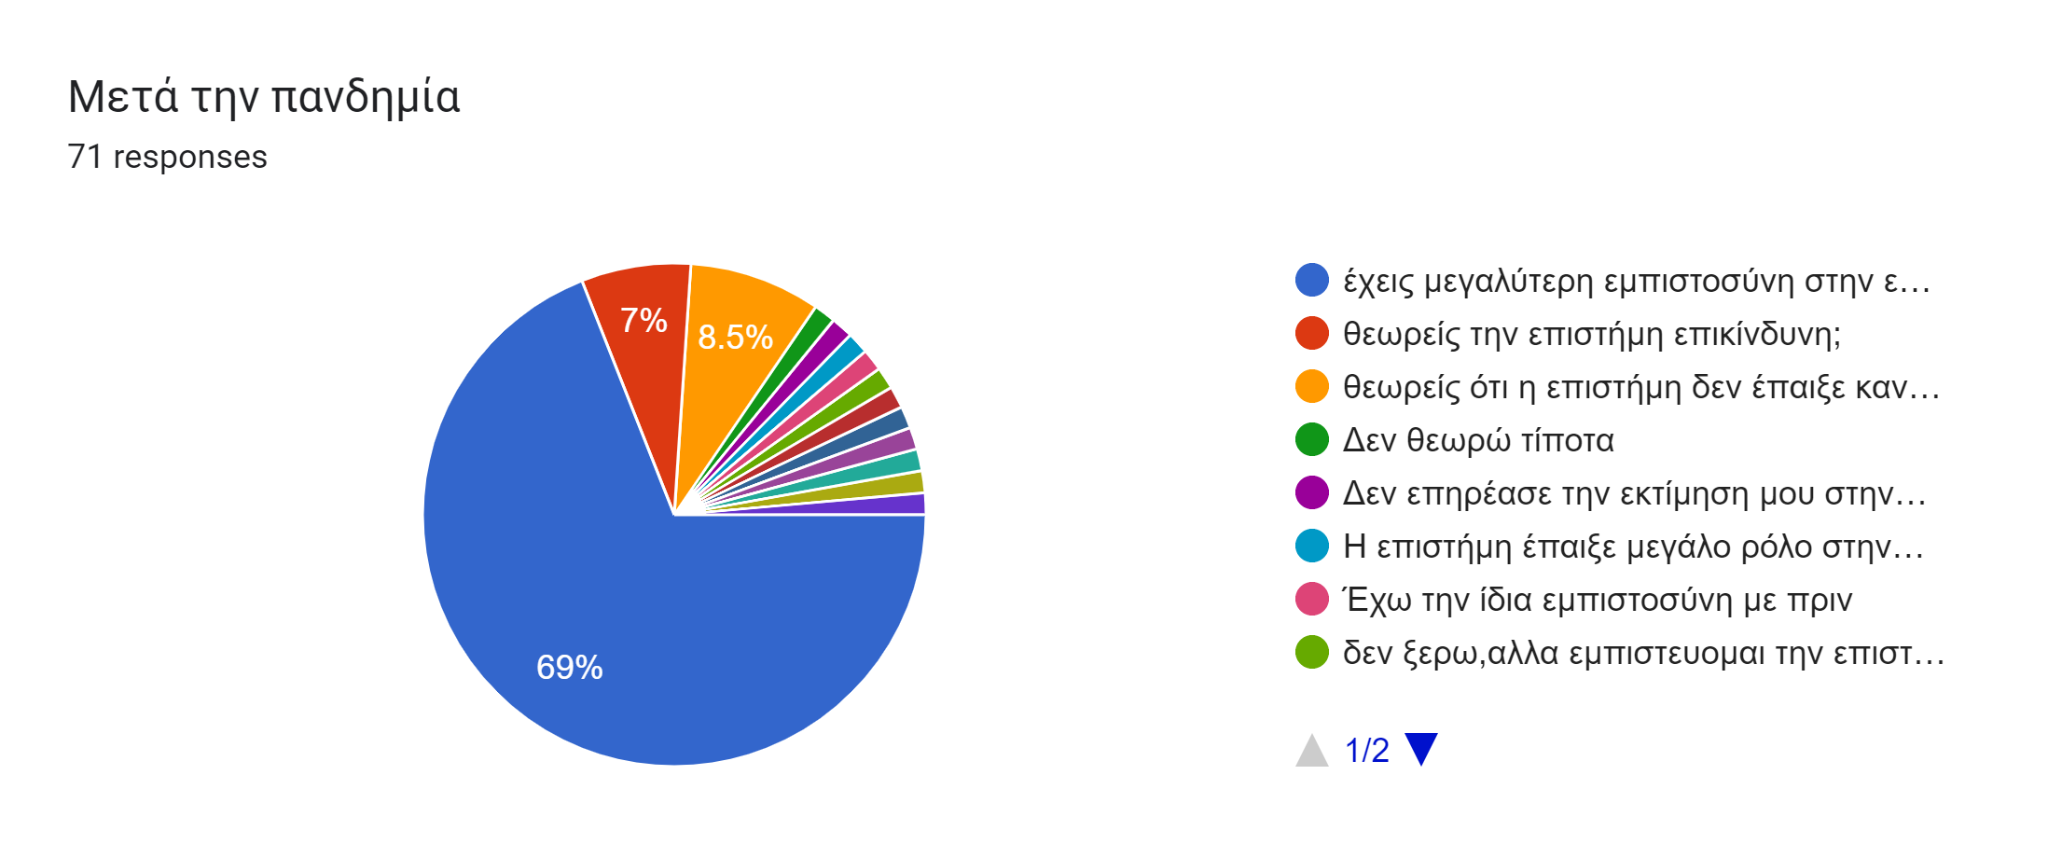 Μετά την πανδημία
71 responses
7%
8.5%
69%
έχεις μεγαλύτερη εμπιστοσύνη στην ε…
θεωρείς την επιστήμη επικίνδυνη;
θεωρείς ότι η επιστήμη δεν έπαιξε καν…
Δεν θεωρώ τίποτα
Δεν επηρέασε την εκτίμηση μου στην…
Η επιστήμη έπαιξε μεγάλο ρόλο στην…
Έχω την ίδια εμπιστοσύνη με πριν
δεν ξερω,αλλα εμπιστευομαι την επιστ…
1/2